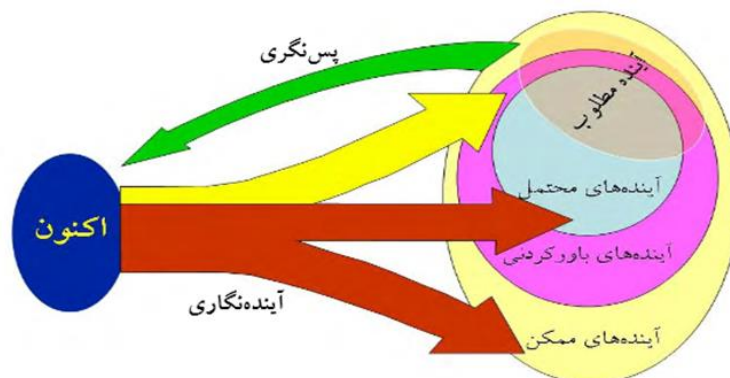 پس‌نگری
آینده مطلوب
آینده‌های محتمل
اکنون
آینده‌های باورکردنی
آینده‌نگاری
آینده‌های ممکن